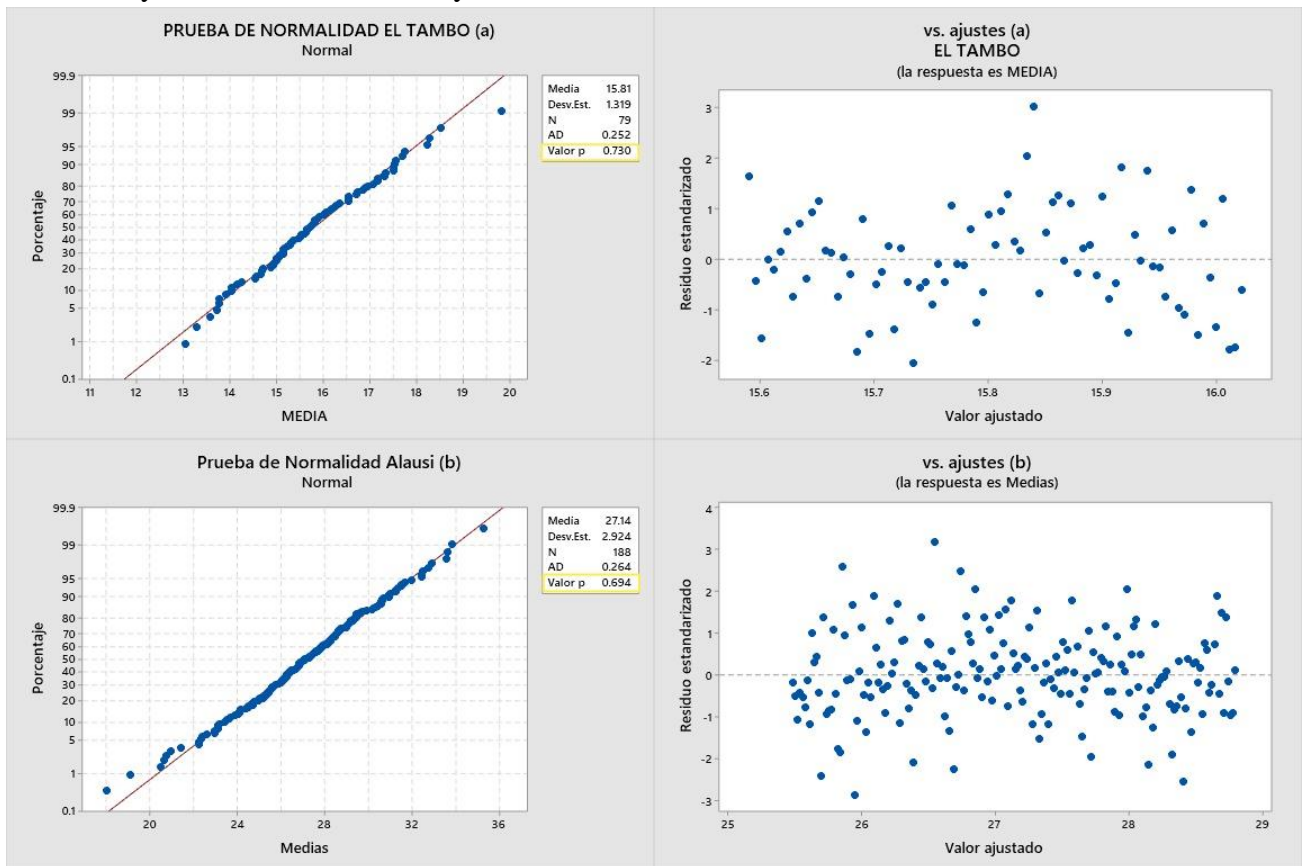 PRUEBA DE NORMALIDAD EL TAMBO (a)
Normal
99.9
99
95
90
80
70
60
50
40
30
20
10
5
1
0.1
Porcentaje
11 12 13 14 15 16 17 18 19 20
MEDIA
Media 15.81
Desv.Est. 1.319
N 79
AD 0.252
Valor p 0.730
vs. ajustes (a)
EL TAMBO
(la respuesta es MEDIA)
3
2
1
0
-1
-2
Residuo estandarizado
15.6 15.7 15.8 15.9 16.0
Valor ajustado
Prueba de Normalidad Alausi (b)
Normal
99.9
99
95
90
80
70
60
50
40
30
20
10
5
1
0.1
Porcentaje
20 24 28 32 36
Medias
Media 27.14
Desv.Est. 2.924
N 188
AD 0.264
Valor p 0.694
vs. ajustes (b)
(la respuesta es Medias)
4
3
2
1
0
-1
-2
-3
Residuo estandarizado
25 26 27 28 29
Valor ajustado